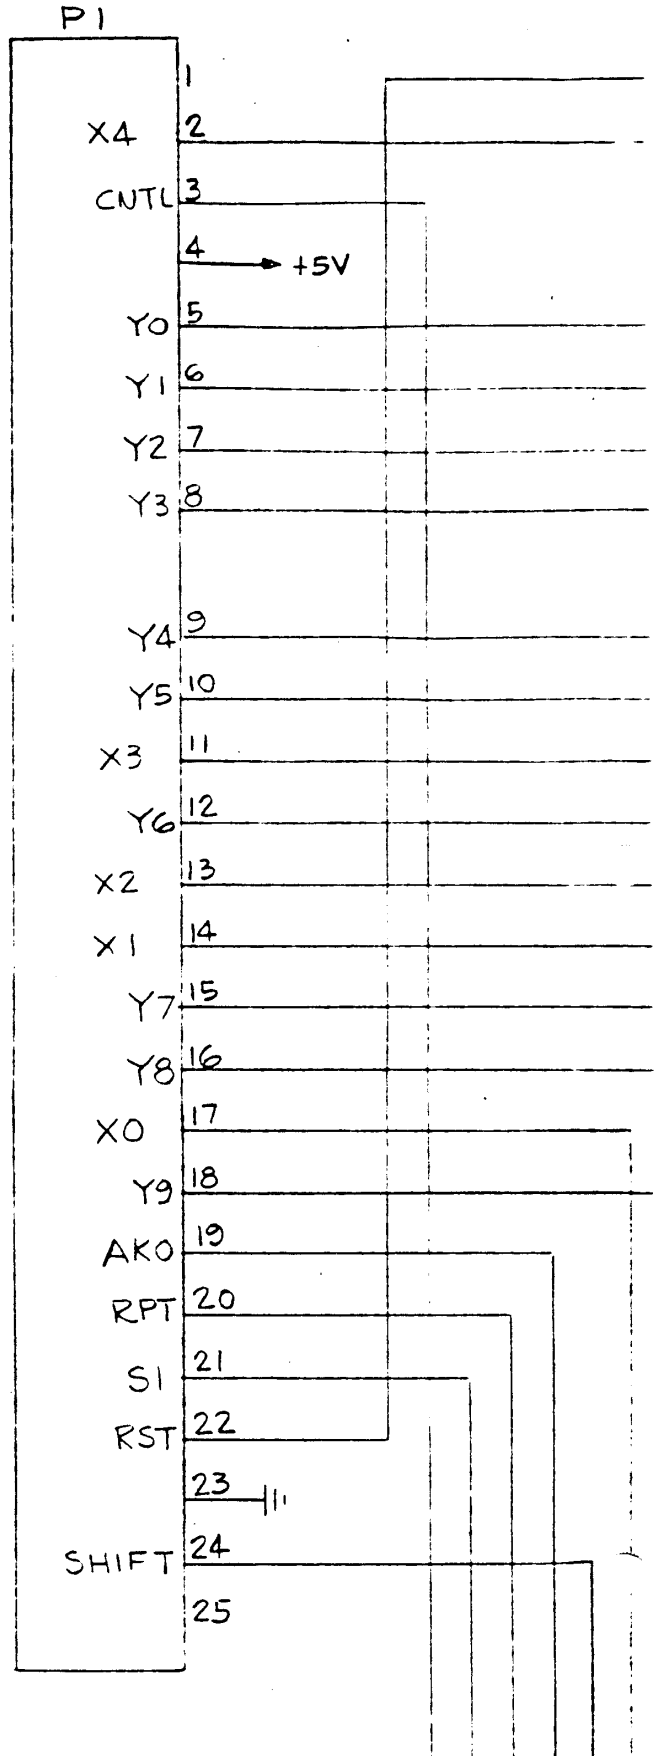 P1
1
X4 2
CNTL 3
4 +5V
Y0 5
Y1 6
Y2 7
Y3 8
Y4 9
Y5 10
X3 11
Y6 12
X2 13
X1 14
Y7 15
Y8 16
X0 17
Y9 18
AKO 19
RPT 20
S1 21
RST 22
23
SHIFT 24
25